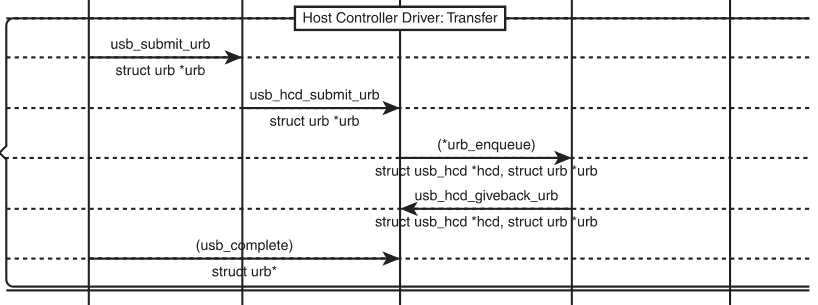 Host Controller Driver: Transfer
usb_submit_urb
struct urb *urb
usb_hcd_submit_urb
struct urb *urb
(*urb_enqueue)
struct usb_hcd *hcd, struct urb *urb
usb_hcd_giveback_urb
struct usb_hcd *hcd, struct urb *urb
(usb_complete)
struct urb*